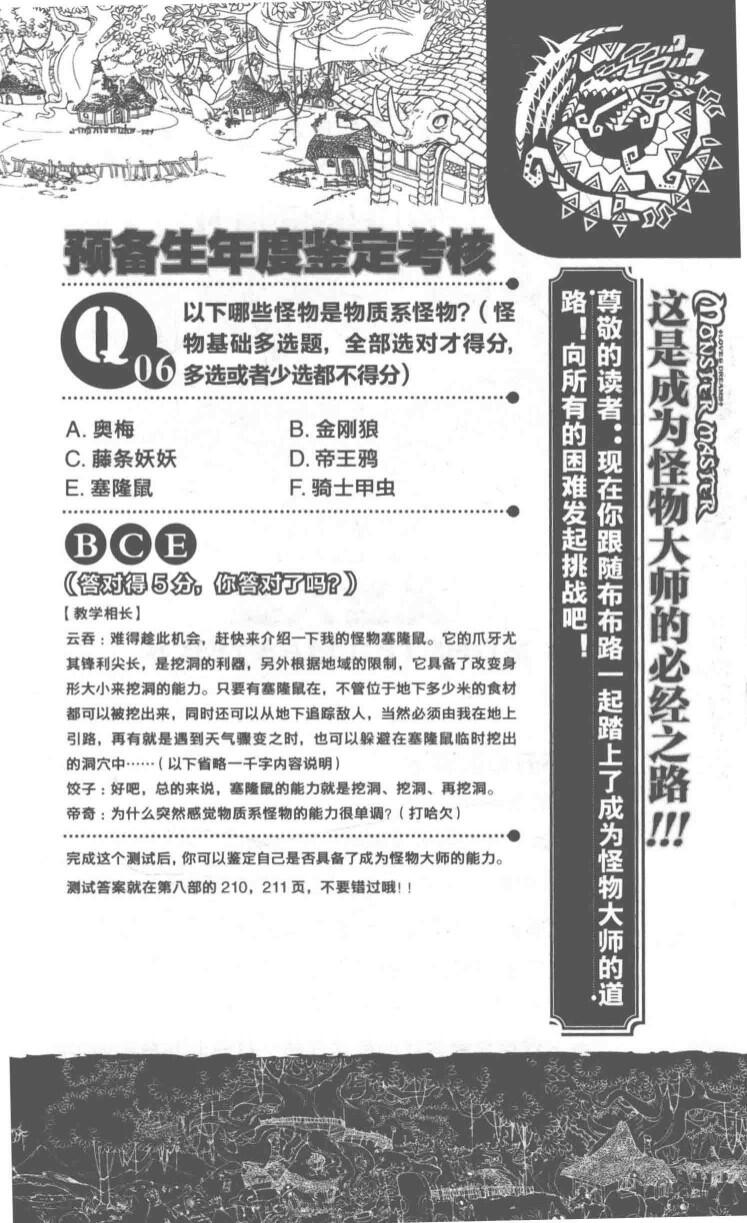 预备生年度鉴定考核
Q06
以下哪些怪物是物质系怪物?(怪
物基础多选题,全部选对才得分,
多选或者少选都不得分)
A. 奥梅 B. 金刚狼
C. 藤条妖妖 D. 帝王鸦
E. 塞隆鼠 F. 骑士甲虫
B C E
(答对得5分,你答对了吗?)
【教学相长】
云吞:难得趁此机会,赶快来介绍一下我的怪物塞隆鼠。它的爪牙尤
其锋利尖长,是挖洞的利器,另外根据地域的限制,它具备了改变身
形大小来挖洞的能力。只要有塞隆鼠在,不管位于地下多少米的食材
都可以被挖出来,同时还可以从地下追踪敌人,当然必须由我在地上
引路,再有就是遇到天气骤变之时,也可以躲避在塞隆鼠临时挖出
的洞穴中……(以下省略一千字内容说明)
饺子:好吧,总的来说,塞隆鼠的能力就是挖洞、挖洞、再挖洞。
帝奇:为什么突然感觉物质系怪物的能力很单调?(打哈欠)
完成这个测试后,你可以鉴定自己是否具备了成为怪物大师的能力。
测试答案就在第八部的210,211页,不要错过哦!!
MONSTER MASTER
LOVE & DREAMS
这是成为怪物大师的必经之路!!!
尊敬的读者:现在你跟随布布路一起踏上了成为怪物大师的道
路!向所有的困难发起挑战吧!